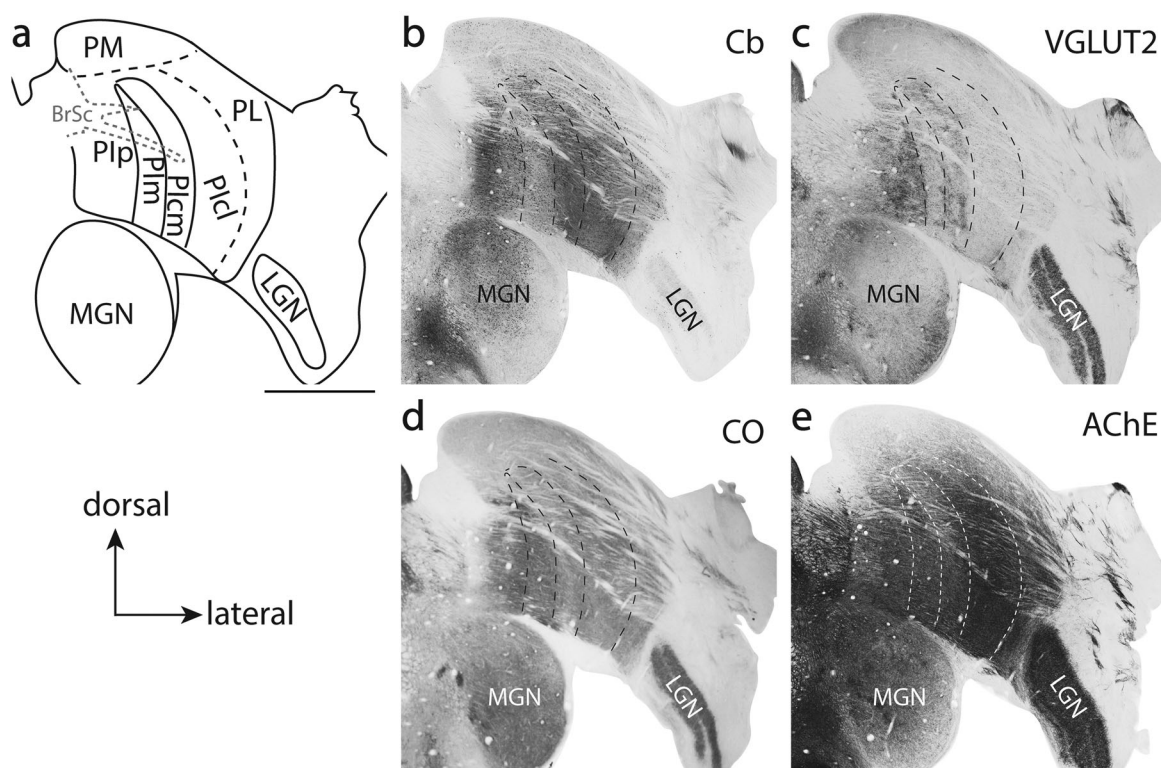 a
PM
BrSc
PL
PIp
PIm
PIcm
PIcl
MGN
LGN
b
Cb
MGN
LGN
c
VGLUT2
MGN
LGN
dorsal
lateral
d
CO
MGN
LGN
e
AChE
MGN
LGN